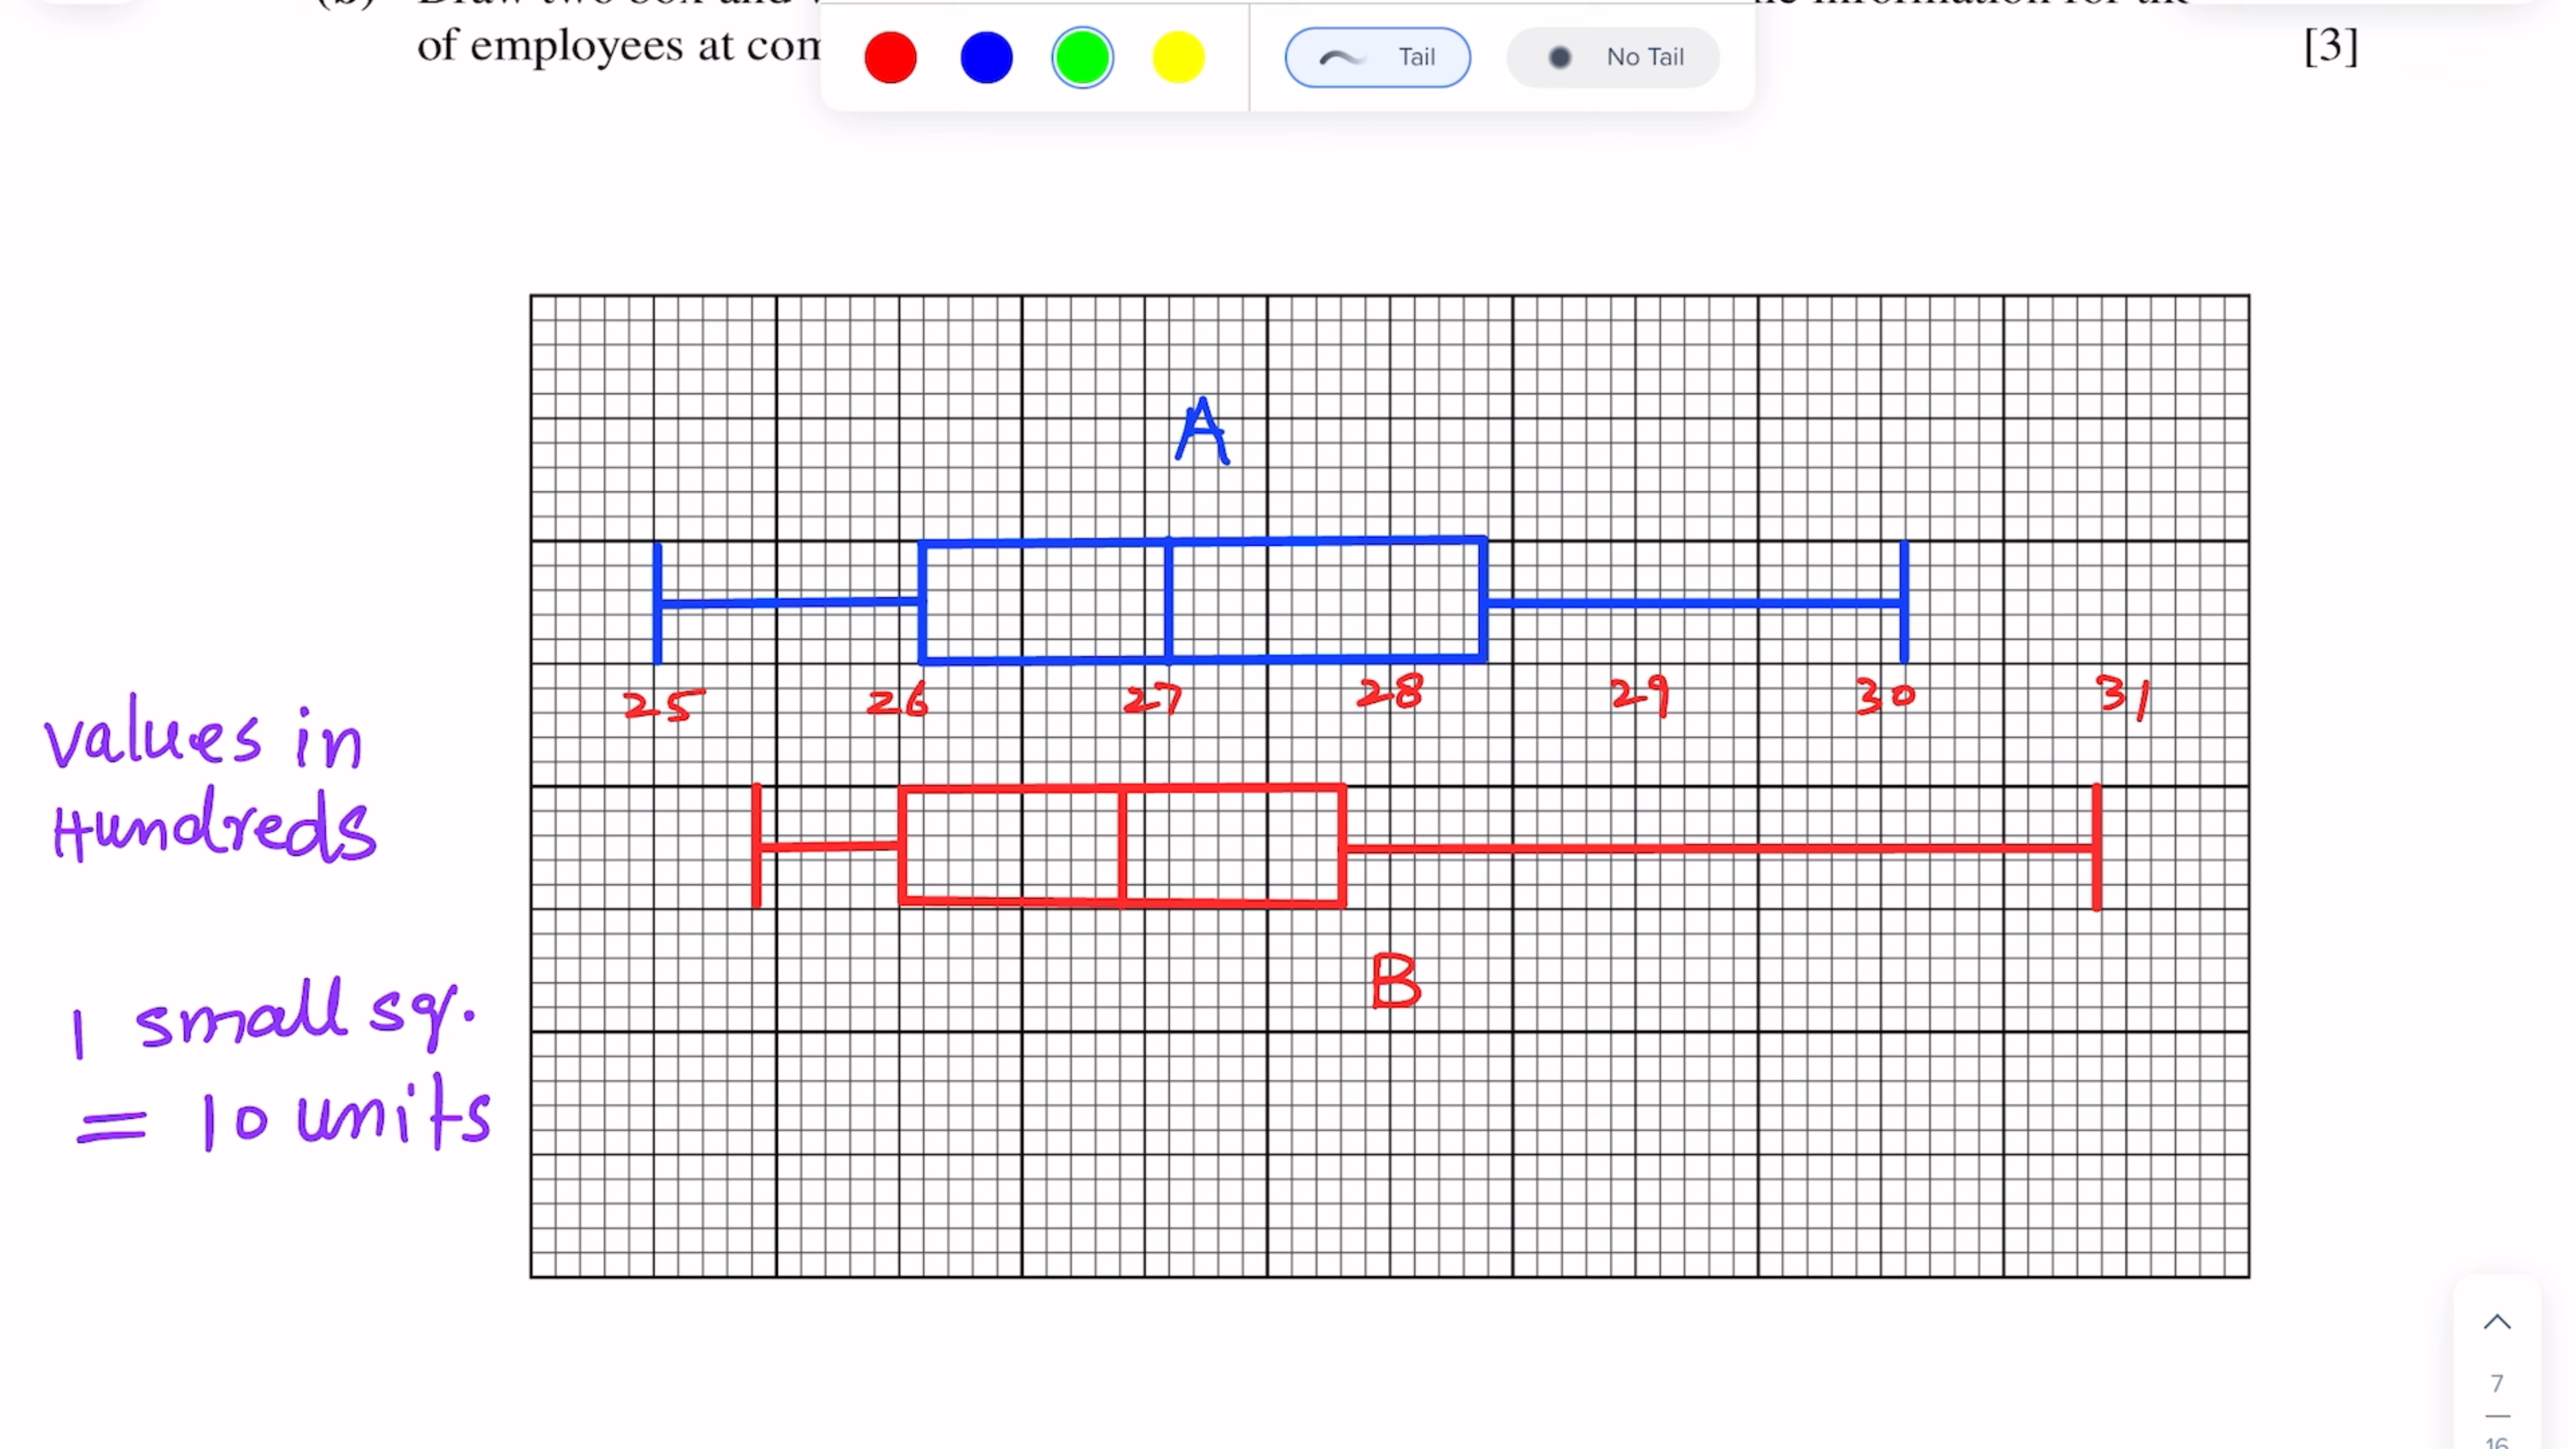 of employees at com
[3]
Tail
No Tail
A
25 26 27 28 29 30 31
values in
Hundreds
B
1 small sq.
= 10 units
7